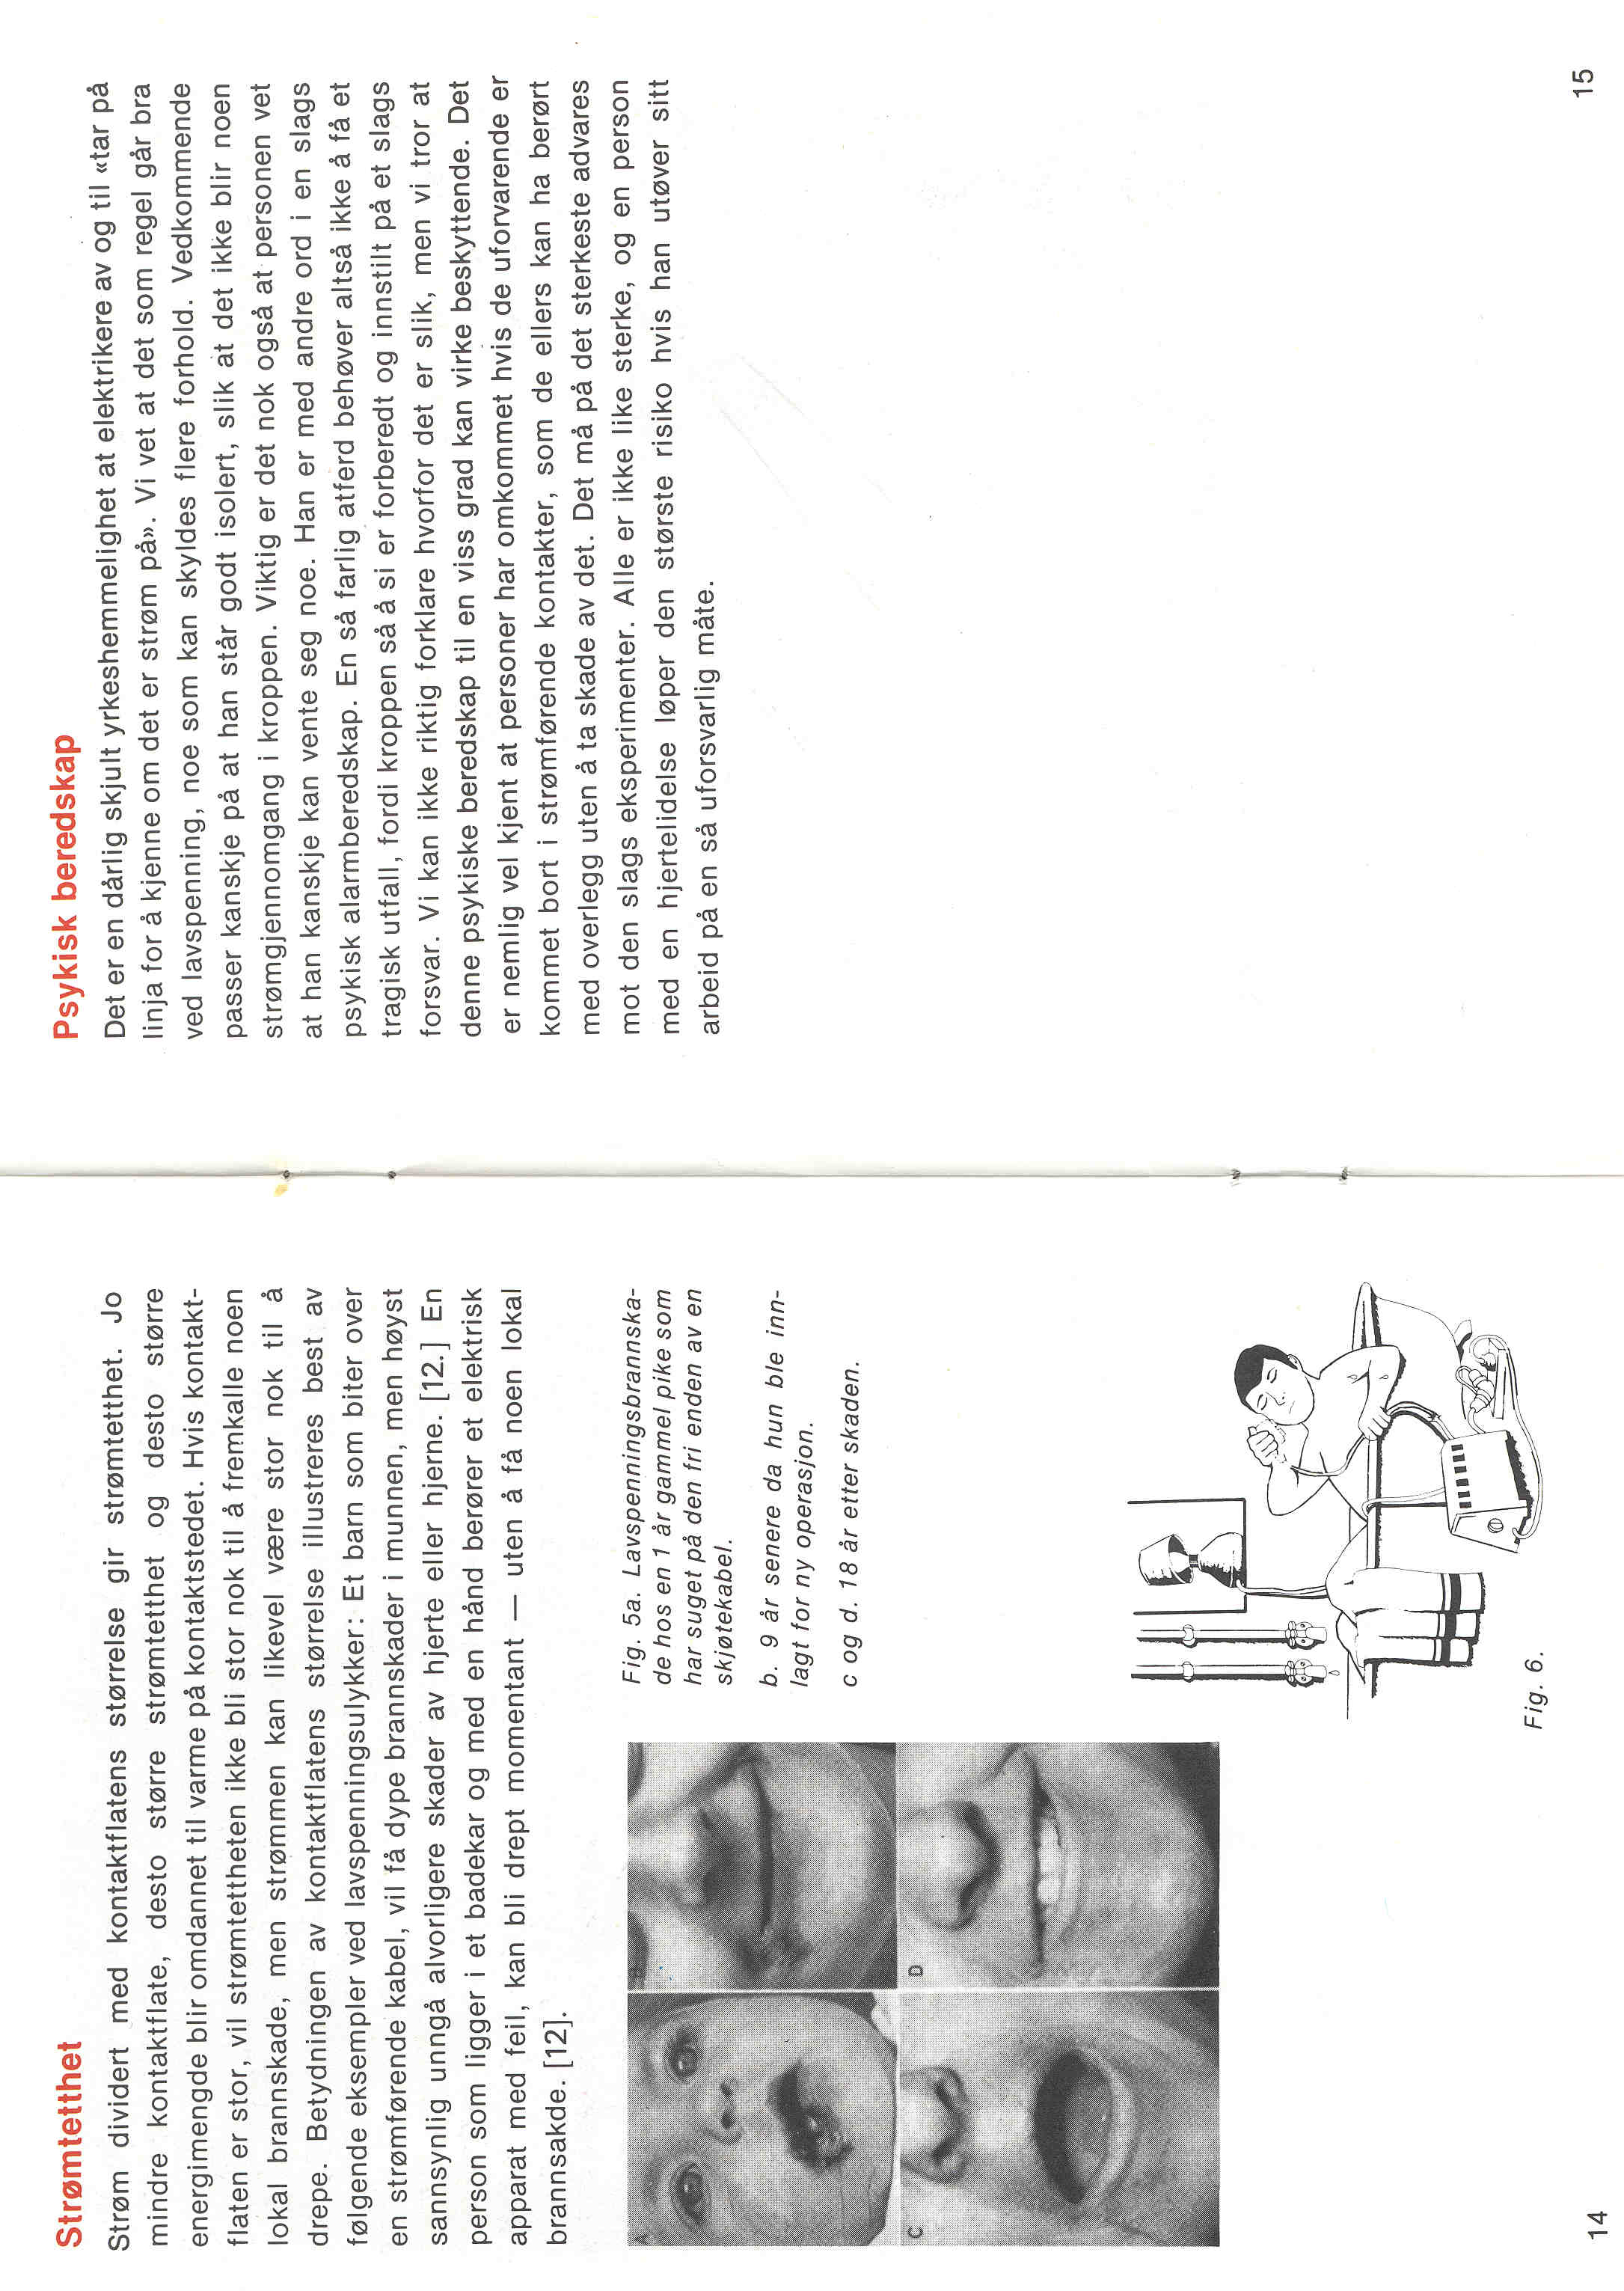 Strømtetthet
Strøm dividert med kontaktflatens størrelse gir strømtetthet. Jo
mindre kontaktflate, desto større strømtetthet og desto større
energimengde blir omdannet til varme på kontaktstedet. Hvis kontakt-
flaten er stor, vil strømtettheten ikke bli stor nok til å fremkalle noen
lokal brannskade, men strømmen kan likevel være stor nok til å
drepe. Betydningen av kontaktflatens størrelse illustreres best av
følgende eksempler ved lavspenningsulykker: Et barn som biter over
en strømførende kabel, vil få dype brannskader i munnen, men høyst
sannsynlig unngå alvorligere skader av hjerte eller hjerne. [12.] En
person som ligger i et badekar og med en hånd berører et elektrisk
apparat med feil, kan bli drept momentant — uten å få noen lokal
brannsakde. [12].
A
B
C
D
Fig. 5a. Lavspenningsbrannska-
de hos en 1 år gammel pike som
har suget på den fri enden av en
skjøtekabel.
b. 9 år senere da hun ble inn-
lagt for ny operasjon.
c og d. 18 år etter skaden.
Fig. 6.
14
Psykisk beredskap
Det er en dårlig skjult yrkeshemmelighet at elektrikere av og til «tar på
linja for å kjenne om det er strøm på». Vi vet at det som regel går bra
ved lavspenning, noe som kan skyldes flere forhold. Vedkommende
passer kanskje på at han står godt isolert, slik at det ikke blir noen
strømgjennomgang i kroppen. Viktig er det nok også at personen vet
at han kanskje kan vente seg noe. Han er med andre ord i en slags
psykisk alarmberedskap. En så farlig atferd behøver altså ikke å få et
tragisk utfall, fordi kroppen så å si er forberedt og innstilt på et slags
forsvar. Vi kan ikke riktig forklare hvorfor det er slik, men vi tror at
denne psykiske beredskap til en viss grad kan virke beskyttende. Det
er nemlig vel kjent at personer har omkommet hvis de uforvarende er
kommet bort i strømførende kontakter, som de ellers kan ha berørt
med overlegg uten å ta skade av det. Det må på det sterkeste advares
mot den slags eksperimenter. Alle er ikke like sterke, og en person
med en hjertelidelse løper den største risiko hvis han utøver sitt
arbeid på en så uforsvarlig måte.
15